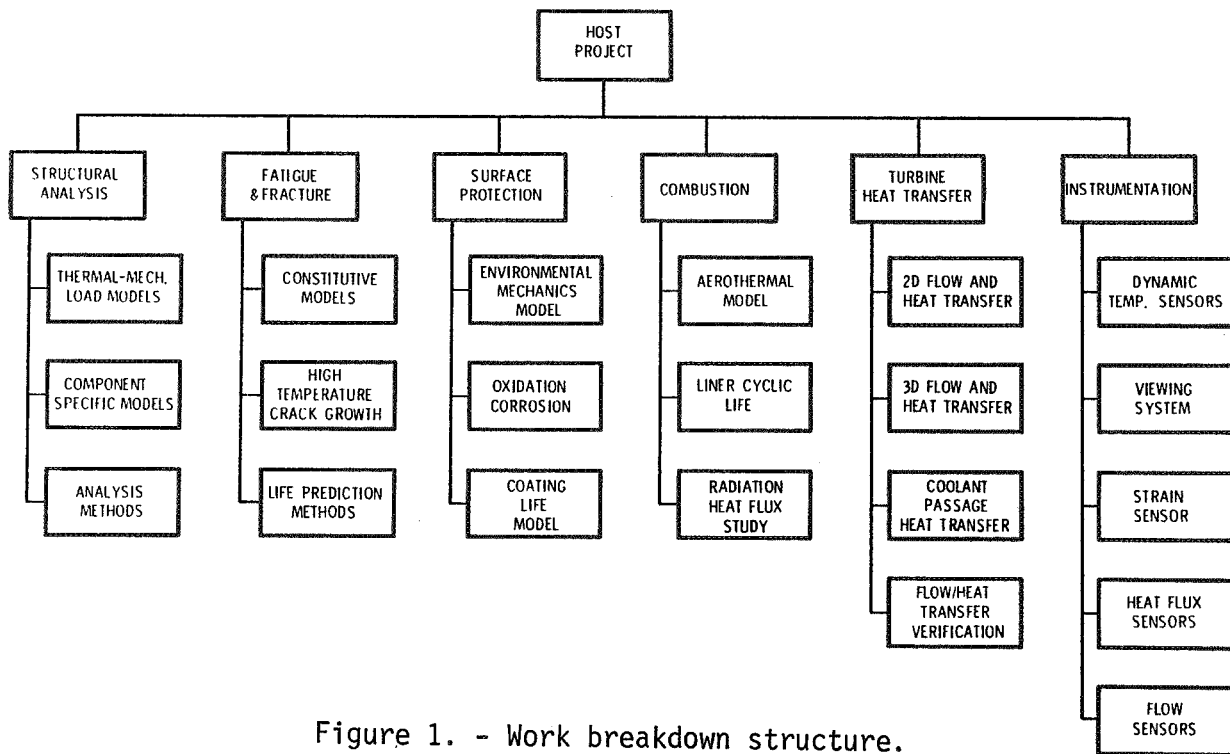 HOST
PROJECT
STRUCTURAL
ANALYSIS
FATIGUE
& FRACTURE
SURFACE
PROTECTION
COMBUSTION
TURBINE
HEAT TRANSFER
INSTRUMENTATION
THERMAL-MECH.
LOAD MODELS
COMPONENT
SPECIFIC MODELS
ANALYSIS
METHODS
CONSTITUTIVE
MODELS
HIGH
TEMPERATURE
CRACK GROWTH
LIFE PREDICTION
METHODS
ENVIRONMENTAL
MECHANICS
MODEL
OXIDATION
CORROSION
COATING
LIFE
MODEL
AEROTHERMAL
MODEL
LINER CYCLIC
LIFE
RADIATION
HEAT FLUX
STUDY
2D FLOW AND
HEAT TRANSFER
3D FLOW AND
HEAT TRANSFER
COOLANT
PASSAGE
HEAT TRANSFER
FLOW/HEAT
TRANSFER
VERIFICATION
DYNAMIC
TEMP. SENSORS
VIEWING
SYSTEM
STRAIN
SENSOR
HEAT FLUX
SENSORS
FLOW
SENSORS
Figure 1. - Work breakdown structure.